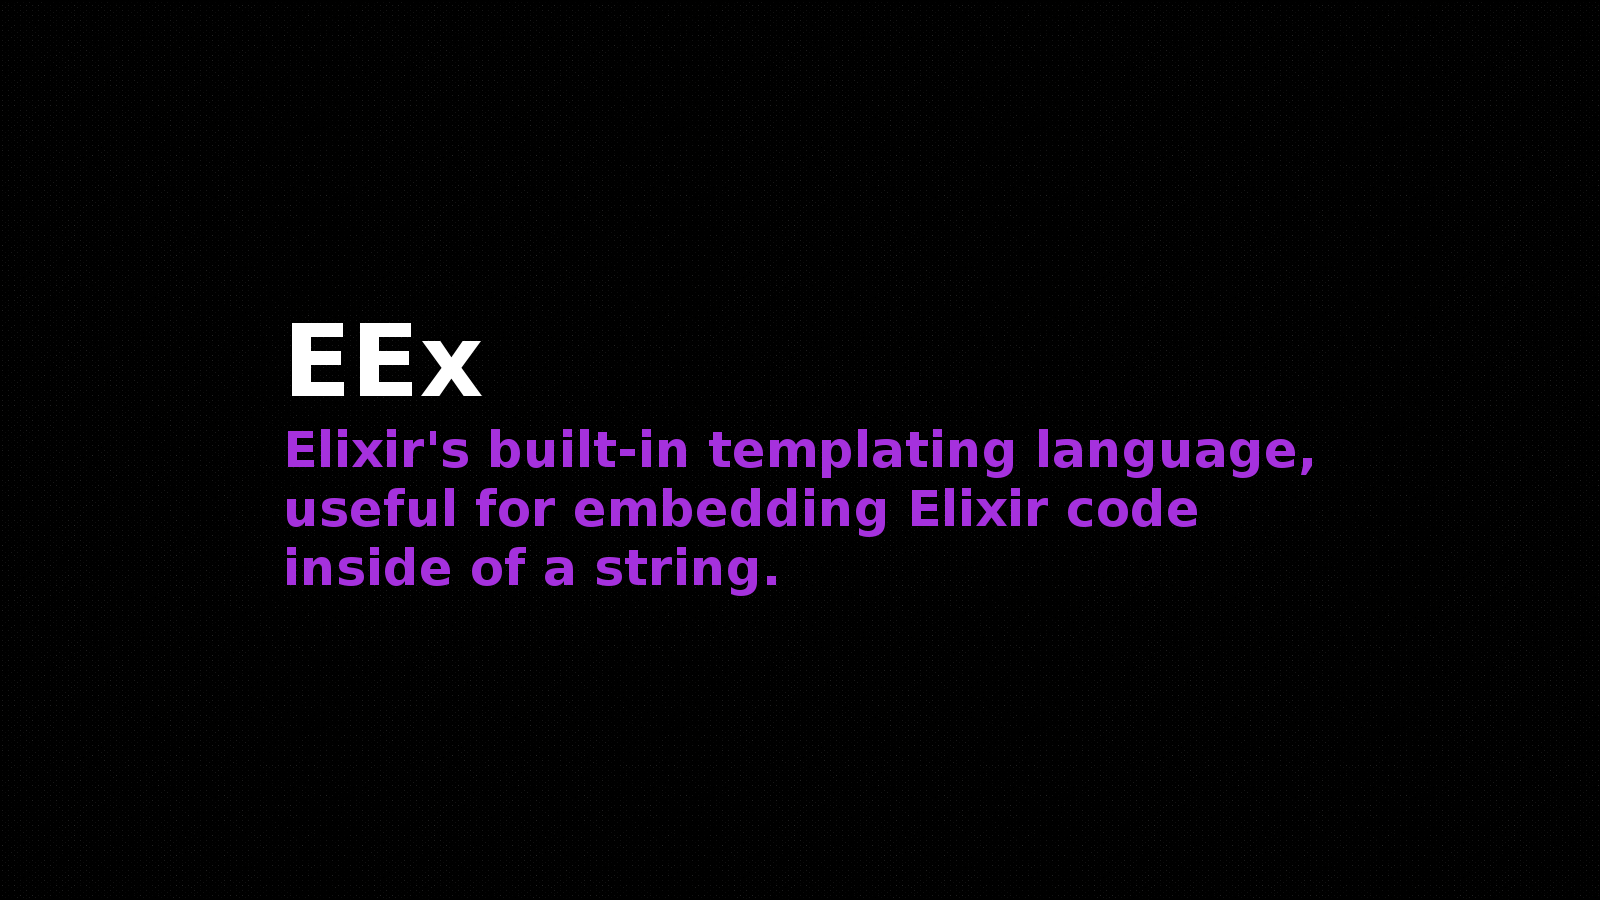 EEx
Elixir's built-in templating language,
useful for embedding Elixir code
inside of a string.